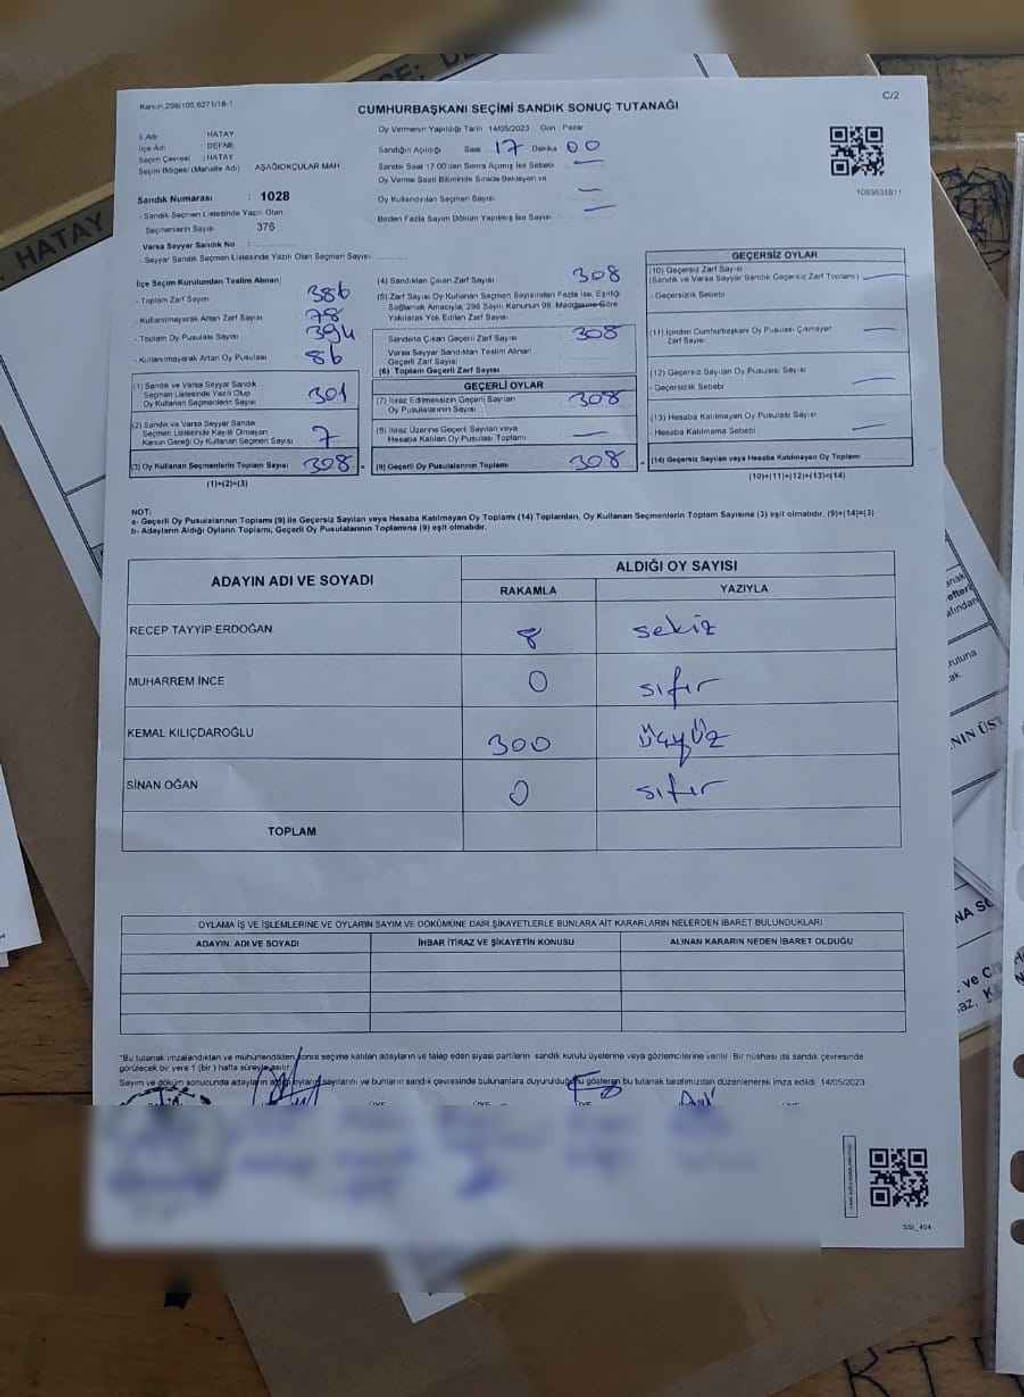 HATAY
Kanun 298/105,6271/18-1
CUMHURBAŞKANI SEÇİMİ SANDIK SONUÇ TUTANAĞI
C/2
İl Adı : HATAY
İlçe Adı : DEFNE
Seçim Çevresi : HATAY
Seçim Bölgesi (Mahalle Adı) AŞAĞIOKÇULAR MAH.
Sandık Numarası : 1028
- Sandık Seçmen Listesinde Yazılı Olan
Seçmenlerin Sayısı 376
Varsa Seyyar Sandık No :
- Seyyar Sandık Seçmen Listesinde Yazılı Olan Seçmen Sayısı
Oy Vermenin Yapıldığı Tarih 14/05/2023 Gün : Pazar
Sandığın Açıldığı Saat 17 Dakika 00
Sandık Saat 17.00'dan Sonra Açılmış İse Sebebi
Oy Verme Saati Bitiminde Sırada Bekleyen ve
Oy Kullandırılan Seçmen Sayısı
Birden Fazla Sayım Döküm Yapılmış İse Sayısı
İlçe Seçim Kurulundan Teslim Alınan;
- Toplam Zarf Sayısı 386
- Kullanılmayarak Artan Zarf Sayısı 78
- Toplam Oy Pusulası Sayısı 394
- Kullanılmayarak Artan Oy Pusulası 86
(1) Sandık ve Varsa Seyyar Sandık
Seçmen Listesinde Yazılı Olup
Oy Kullanan Seçmenlerin Sayısı 301
(2) Sandık ve Varsa Seyyar Sandık
Seçmen Listesinde Kayıtlı Olmayan
Kanun Gereği Oy Kullanan Seçmen Sayısı 7
(3) Oy Kullanan Seçmenlerin Toplam Sayısı 308
(1)+(2)=(3)
(4) Sandıktan Çıkan Zarf Sayısı 308
(5) Zarf Sayısı Oy Kullanan Seçmen Sayısından Fazla İse, Eşitliği
Sağlamak Amacıyla, 298 Sayılı Kanunun 98. Maddesine Göre
Yakılarak Yok Edilen Zarf Sayısı
Sandıkta Çıkan Geçerli Zarf Sayısı 308
Varsa Seyyar Sandıktan Teslim Alınan
Geçerli Zarf Sayısı
(6) Toplam Geçerli Zarf Sayısı
GEÇERLİ OYLAR
(7) İtiraz Edilmeksizin Geçerli Sayılan
Oy Pusulalarının Sayısı 308
(8) İtiraz Üzerine Geçerli Sayılan veya
Hesaba Katılan Oy Pusulası Toplamı
(9) Geçerli Oy Pusulalarının Toplamı 308
GEÇERSİZ OYLAR
(10) Geçersiz Zarf Sayısı
(Sandık ve Varsa Seyyar Sandık Geçersiz Zarf Toplamı)
- Geçersizlik Sebebi
(11) İçinden Cumhurbaşkanı Oy Pusulası Çıkmayan
Zarf Sayısı
(12) Geçersiz Sayılan Oy Pusulası Sayısı
- Geçersizlik Sebebi
(13) Hesaba Katılmayan Oy Pusulası Sayısı
- Hesaba Katılmama Sebebi
(14) Geçersiz Sayılan veya Hesaba Katılmayan Oy Toplamı
(10)+(11)+(12)+(13)=(14)
NOT:
a- Geçerli Oy Pusulalarının Toplamı (9) ile Geçersiz Sayılan veya Hesaba Katılmayan Oy Toplamı (14) Toplamları, Oy Kullanan Seçmenlerin Toplam Sayısına (3) eşit olmalıdır. (9)+(14)=(3)
b- Adayların Aldığı Oyların Toplamı, Geçerli Oy Pusulalarının Toplamına (9) eşit olmalıdır.
ADAYIN ADI VE SOYADI
ALDIĞI OY SAYISI
RAKAMLA YAZIYLA
RECEP TAYYİP ERDOĞAN 8 sekiz
MUHARREM İNCE 0 sıfır
KEMAL KILIÇDAROĞLU 300 üçyüz
SİNAN OĞAN 0 sıfır
TOPLAM
OYLAMA İŞ VE İŞLEMLERİNE VE OYLARIN SAYIM VE DÖKÜMÜNE DAİR ŞİKAYETLERLE BUNLARA AİT KARARLARIN NELERDEN İBARET BULUNDUKLARI
ADAYIN ADI VE SOYADI İHBAR İTİRAZ VE ŞİKAYETİN KONUSU ALINAN KARARIN NEDEN İBARET OLDUĞU
"Bu tutanak imzalandıktan ve mühürlendikten sonra seçime katılan adayların ve talep eden siyasi partilerin sandık kurulu üyelerine veya gözlemcilerine verilir. Bir nüshası da sandık çevresinde
görülecek bir yere 1 (bir) hafta süreyle asılır.
Sayım ve döküm sonucunda adayların aldığı oyların sayılarını ve bunların sandık çevresinde bulunanlara duyurulduğunu gösteren bu tutanak tarafımızdan düzenlenerek imza edildi. 14/05/2023
SSI_404